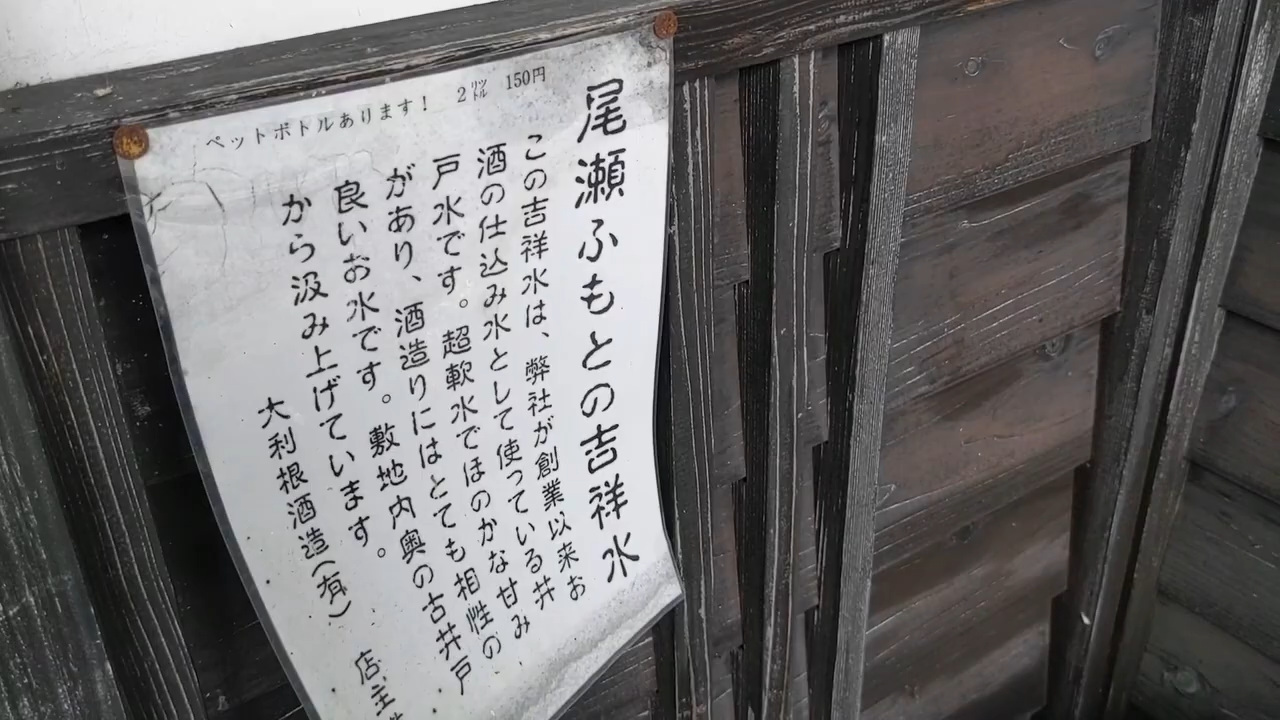 ペットボトルあります！ 2㍑ 150円
尾瀬ふもとの吉祥水
この吉祥水は、弊社が創業以来お
酒の仕込み水として使っている井
戸水です。超軟水でほのかな甘み
があり、酒造りにはとても相性の
良いお水です。敷地内奥の古井戸
から汲み上げています。
大利根酒造(有) 店主